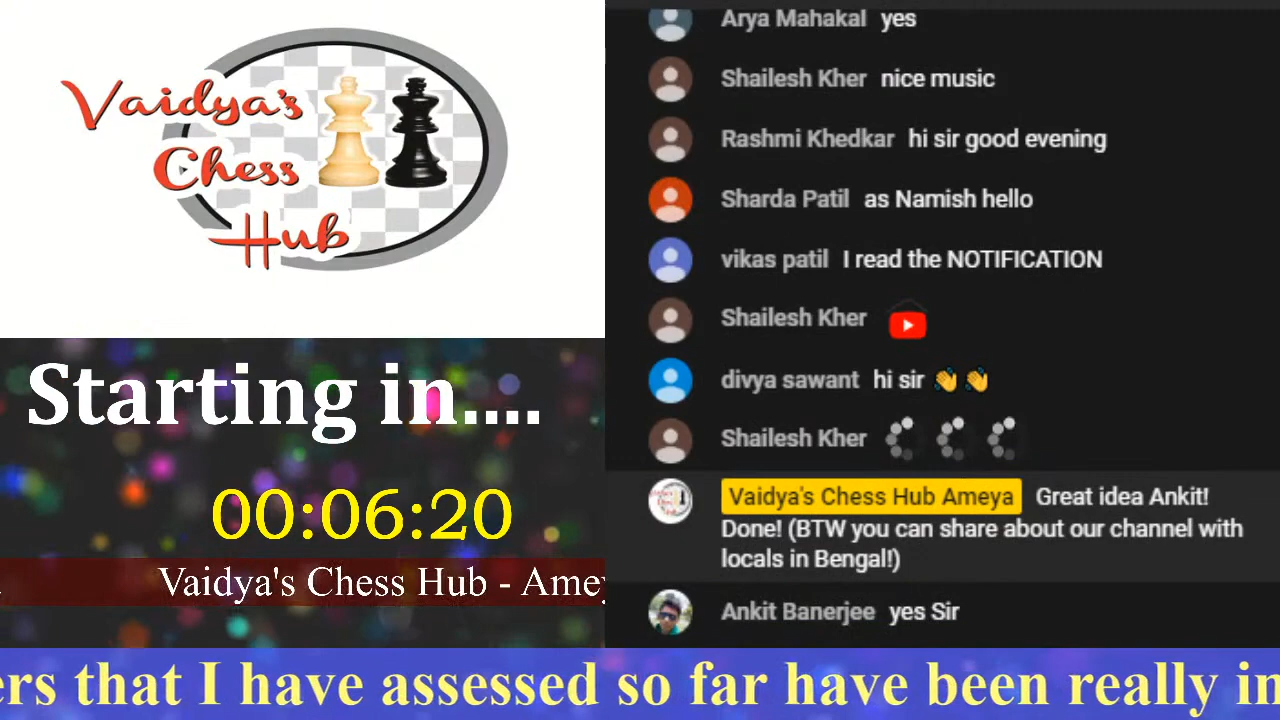 Vaidya's
Chess
Hub
Starting in....
00:06:20
Vaidya's Chess Hub - Ame
Arya Mahakal yes
Shailesh Kher nice music
Rashmi Khedkar hi sir good evening
Sharda Patil as Namish hello
vikas patil I read the NOTIFICATION
Shailesh Kher
divya sawant hi sir 👋👋
Shailesh Kher
Vaidya's Chess Hub Ameya Great idea Ankit!
Done! (BTW you can share about our channel with
locals in Bengal!)
Ankit Banerjee yes Sir
ers that I have assessed so far have been really in